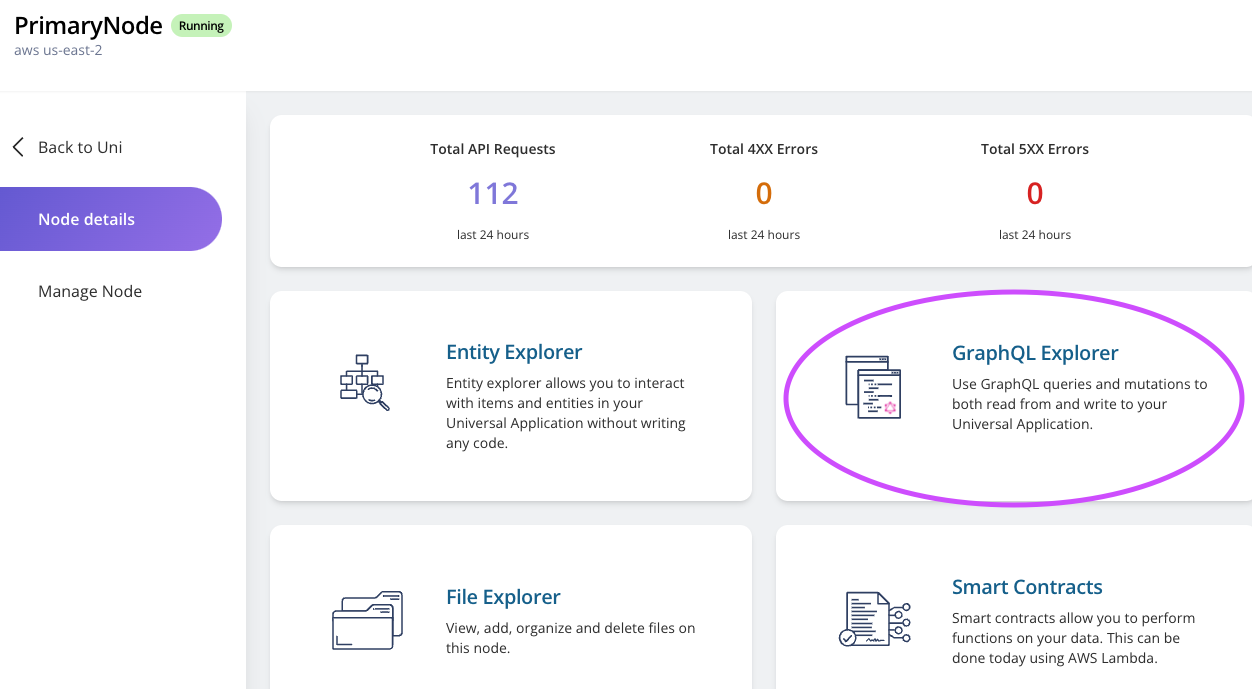 PrimaryNode Running
aws us-east-2
Back to Uni
Node details
Manage Node
Total API Requests
112
last 24 hours
Total 4XX Errors
0
last 24 hours
Total 5XX Errors
0
last 24 hours
Entity Explorer
Entity explorer allows you to interact
with items and entities in your
Universal Application without writing
any code.
GraphQL Explorer
Use GraphQL queries and mutations to
both read from and write to your
Universal Application.
File Explorer
View, add, organize and delete files on
this node.
Smart Contracts
Smart contracts allow you to perform
functions on your data. This can be
done today using AWS Lambda.